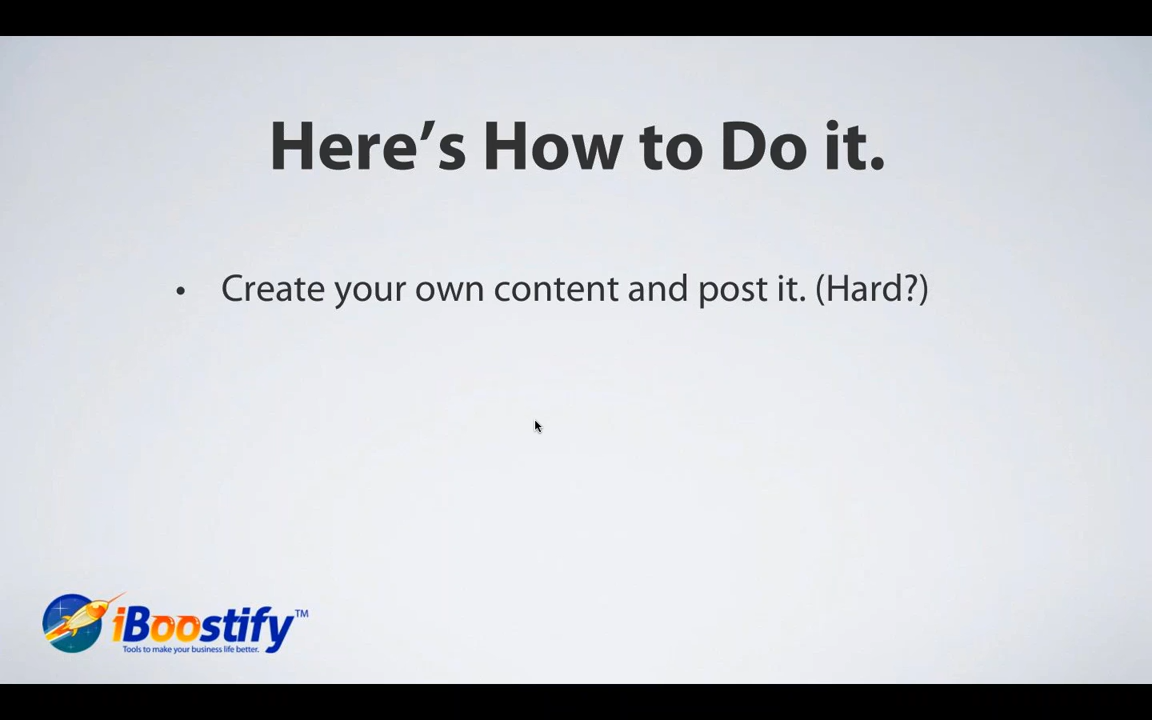 Here’s How to Do it.
• Create your own content and post it. (Hard?)
iBoostify™
Tools to make your business life better.